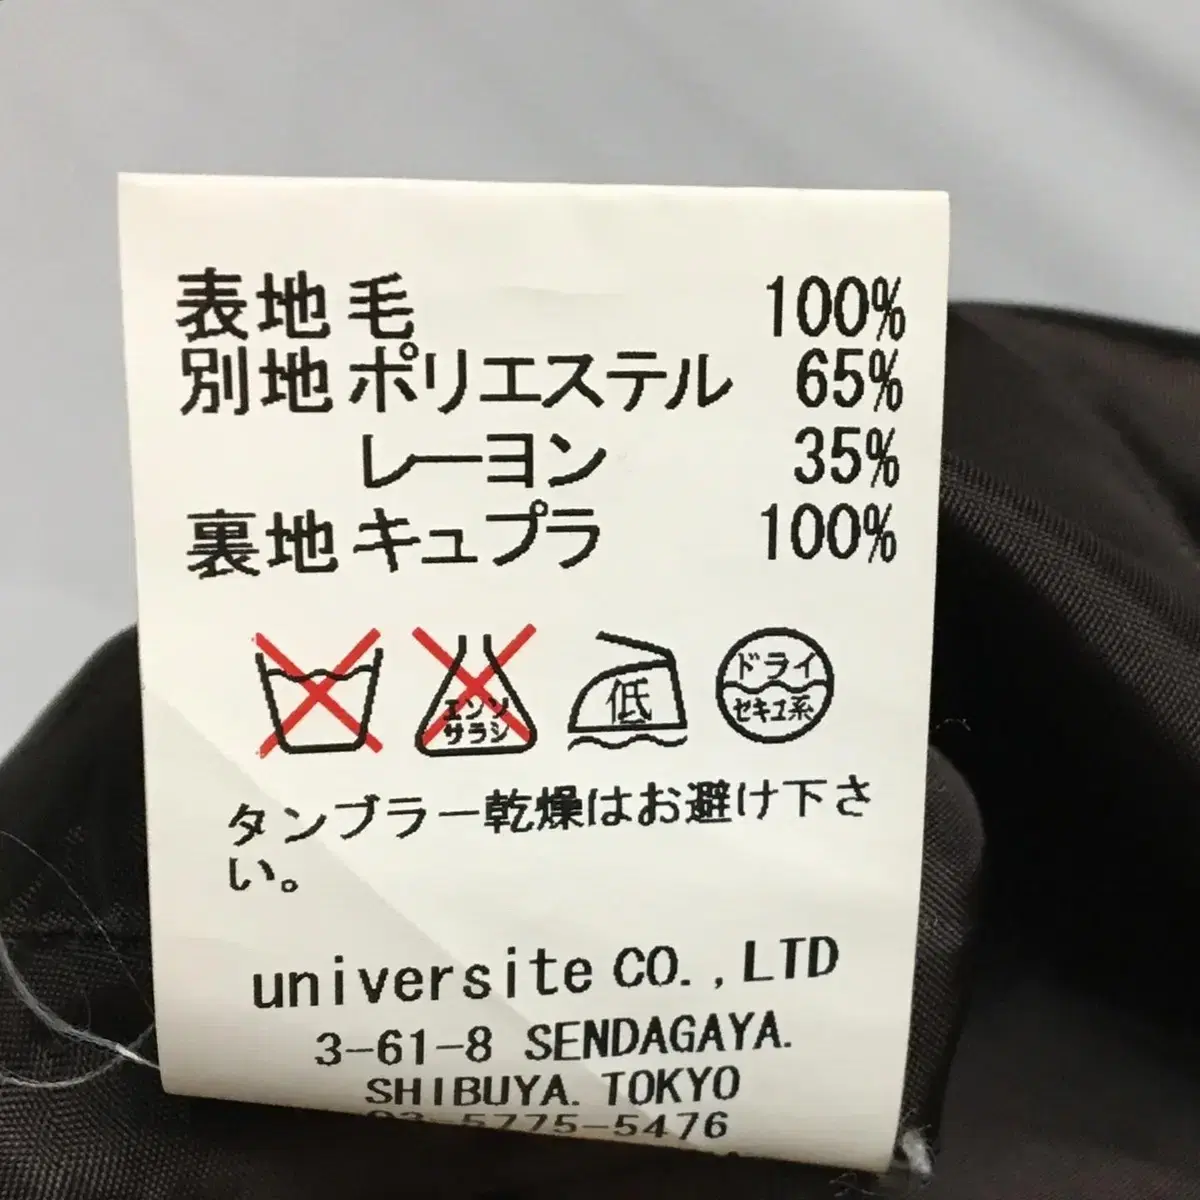 表地 毛 100%
別地 ポリエステル 65%
レーヨン 35%
裏地 キュプラ 100%
エンソ
サラシ
低
ドライ
セキユ系
タンブラー乾燥はお避け下さ
い。
universite CO.,LTD
3-61-8 SENDAGAYA.
SHIBUYA. TOKYO
03-5775-5476